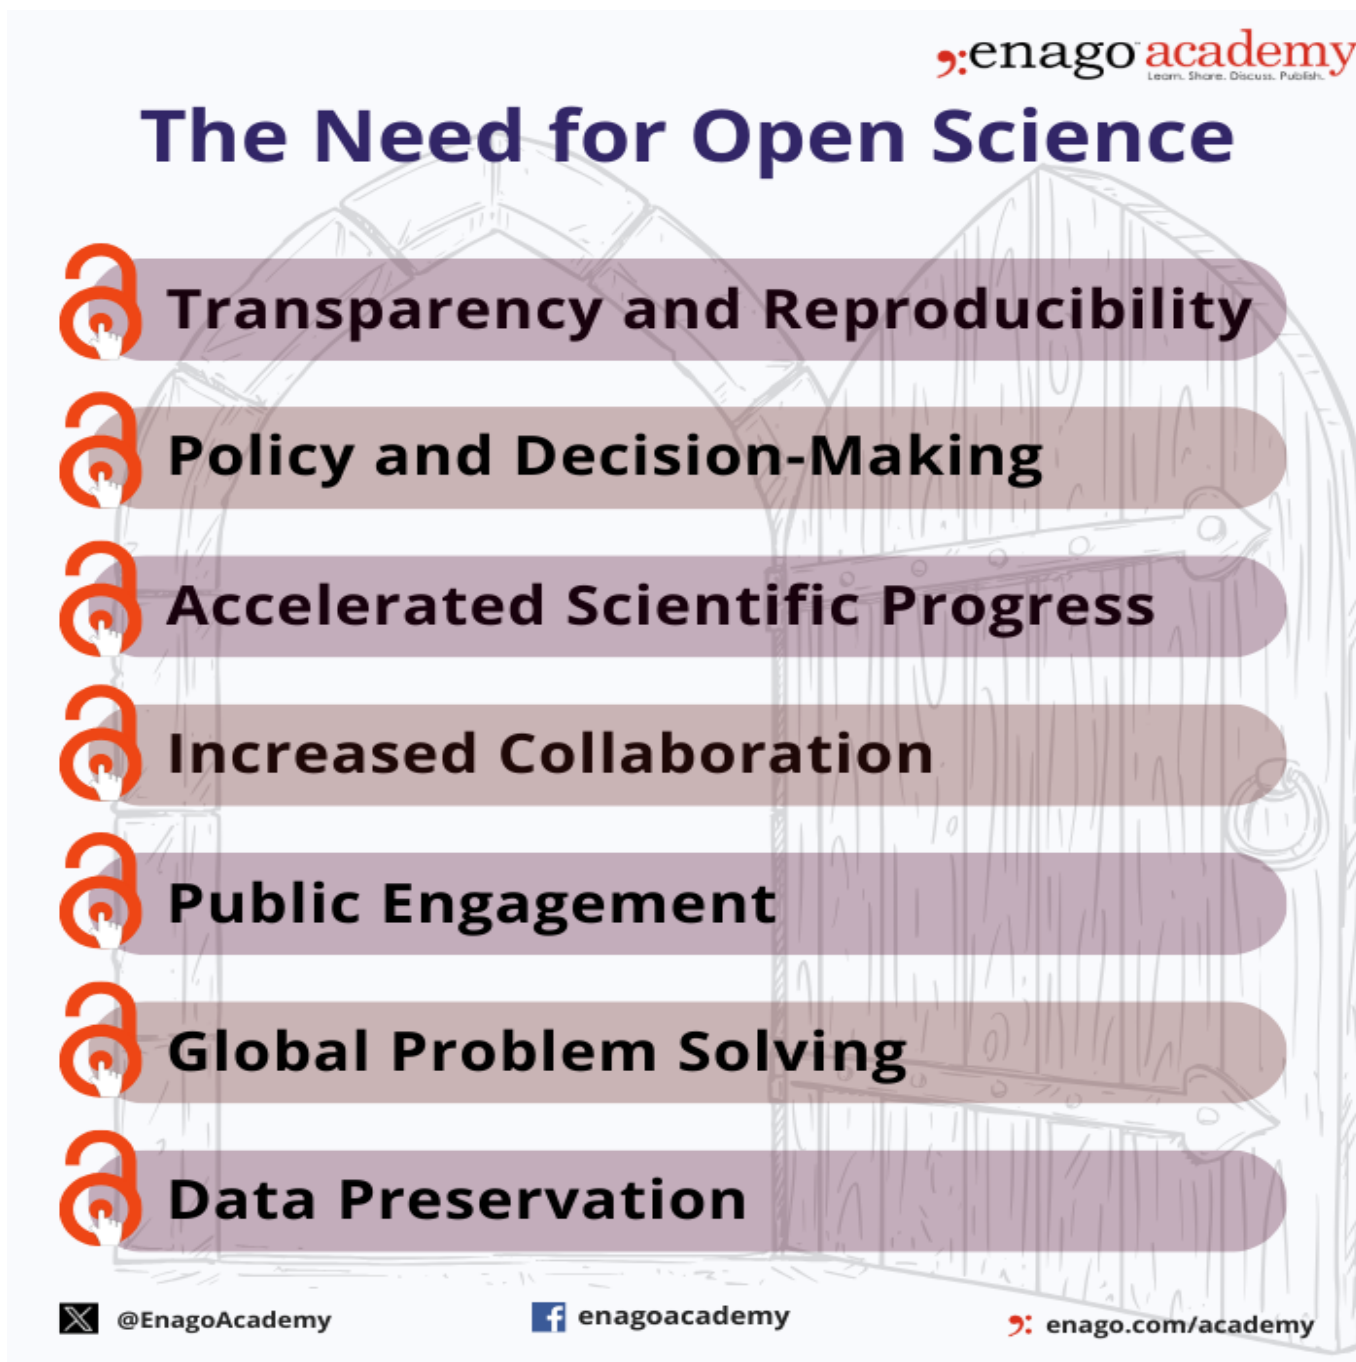 enago academy
Learn. Share. Discuss. Publish.
The Need for Open Science
Transparency and Reproducibility
Policy and Decision-Making
Accelerated Scientific Progress
Increased Collaboration
Public Engagement
Global Problem Solving
Data Preservation
@EnagoAcademy
enagoacademy
enago.com/academy